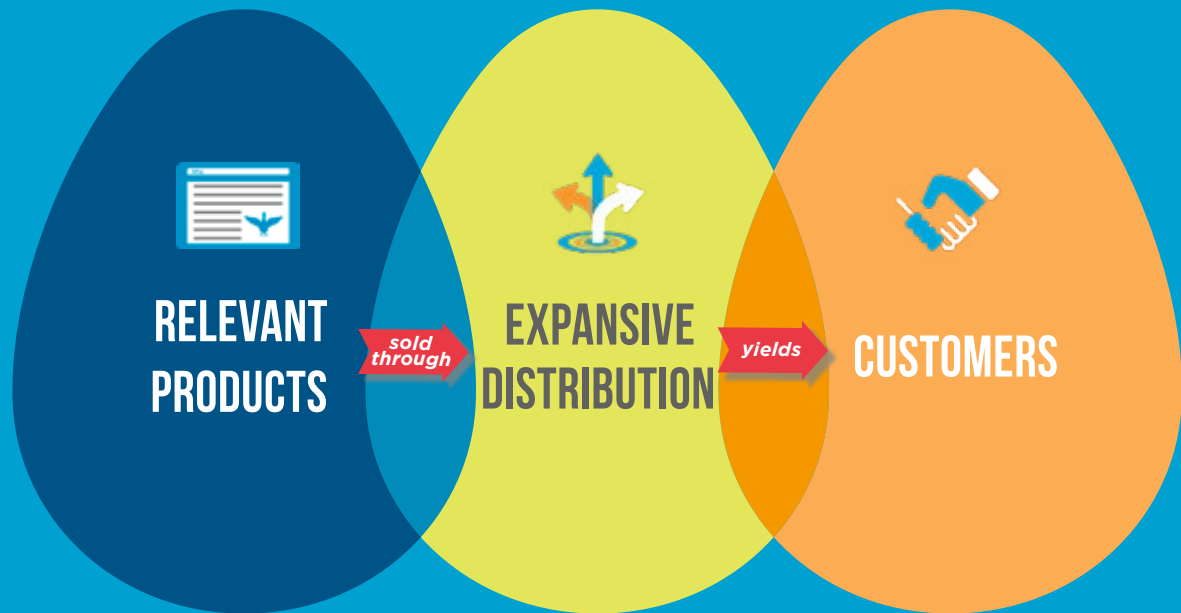 RELEVANT
PRODUCTS
sold
through
EXPANSIVE
DISTRIBUTION
yields
CUSTOMERS